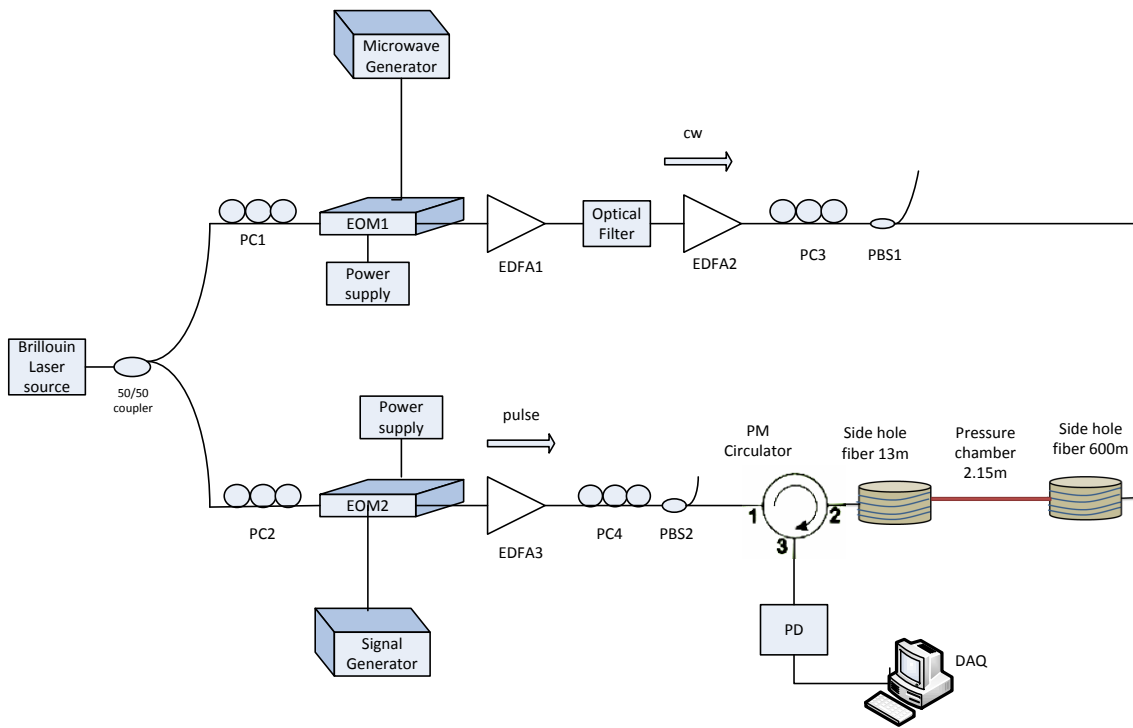 Microwave
Generator
cw
PC1
EOM1
Power
supply
EDFA1
Optical
Filter
EDFA2
PC3
PBS1
Brillouin
Laser
source
50/50
coupler
Power
supply
pulse
PC2
EOM2
EDFA3
PC4
PBS2
PM
Circulator
1
2
3
Side hole
fiber 13m
Pressure
chamber
2.15m
Side hole
fiber 600m
Signal
Generator
PD
DAQ